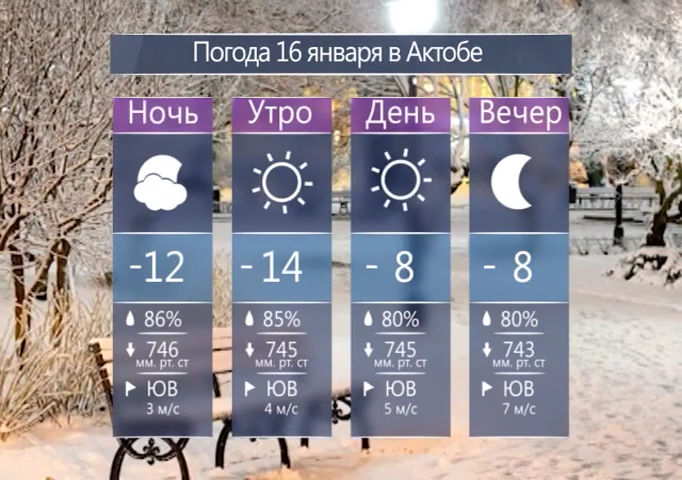 Погода 16 января в Актобе
Ночь Утро День Вечер
-12 - 14 - 8 - 8
86% 85% 80% 80%
746 745 745 743
мм. рт. ст мм. рт. ст мм. рт. ст мм. рт. ст
ЮВ ЮВ ЮВ ЮВ
3 м/с 4 м/с 5 м/с 7 м/с